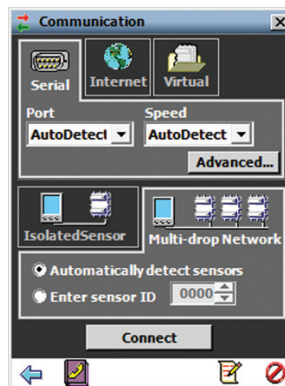 Communication
Serial
Internet
Virtual
Port
Speed
AutoDetect
AutoDetect
Advanced...
IsolatedSensor
Multi-drop Network
Automatically detect sensors
Enter sensor ID
0000
Connect